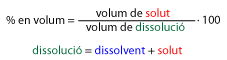 % en volum = volum de solut / volum de dissolució · 100
dissolució = dissolvent + solut